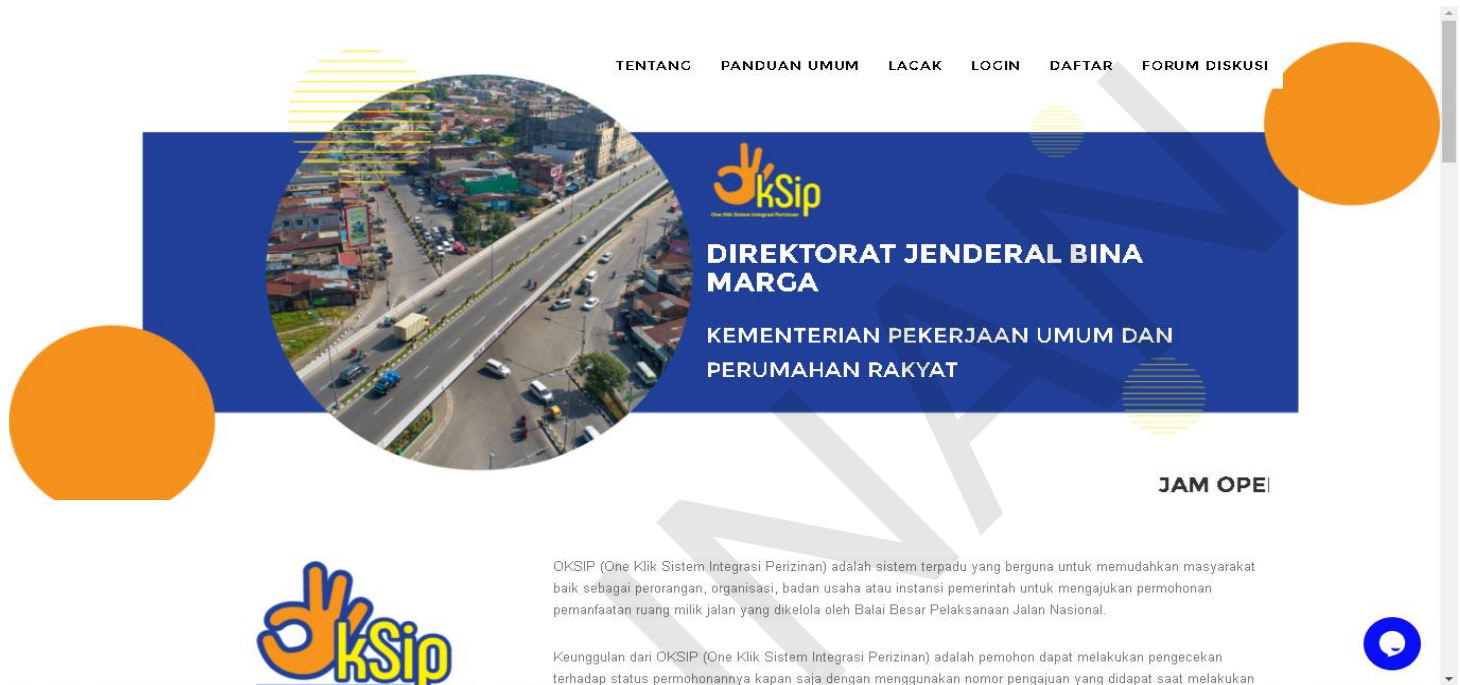 TENTANG PANDUAN UMUM LACAK LOGIN DAFTAR FORUM DISKUSI
OkSip
One Klik Sistem Integrasi Perizinan
DIREKTORAT JENDERAL BINA
MARGA
KEMENTERIAN PEKERJAAN UMUM DAN
PERUMAHAN RAKYAT
JAM OPE
OkSip
OKSIP (One Klik Sistem Integrasi Perizinan) adalah sistem terpadu yang berguna untuk memudahkan masyarakat
baik sebagai perorangan, organisasi, badan usaha atau instansi pemerintah untuk mengajukan permohonan
pemanfaatan ruang milik jalan yang dikelola oleh Balai Besar Pelaksanaan Jalan Nasional.
Keunggulan dari OKSIP (One Klik Sistem Integrasi Perizinan) adalah pemohon dapat melakukan pengecekan
terhadap status permohonannya kapan saja dengan menggunakan nomor pengajuan yang didapat saat melakukan
INAN